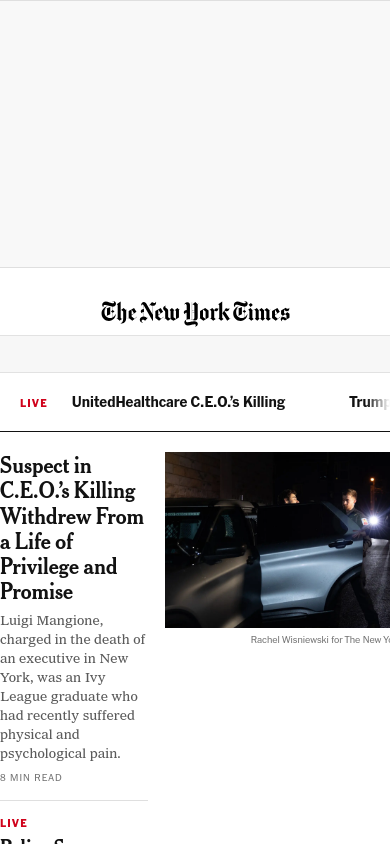 The New York Times
LIVE UnitedHealthcare C.E.O.’s Killing Trump
Suspect in
C.E.O.’s Killing
Withdrew From
a Life of
Privilege and
Promise
Luigi Mangione,
charged in the death of
an executive in New
York, was an Ivy
League graduate who
had recently suffered
physical and
psychological pain.
8 MIN READ
Rachel Wisniewski for The New Yo
LIVE